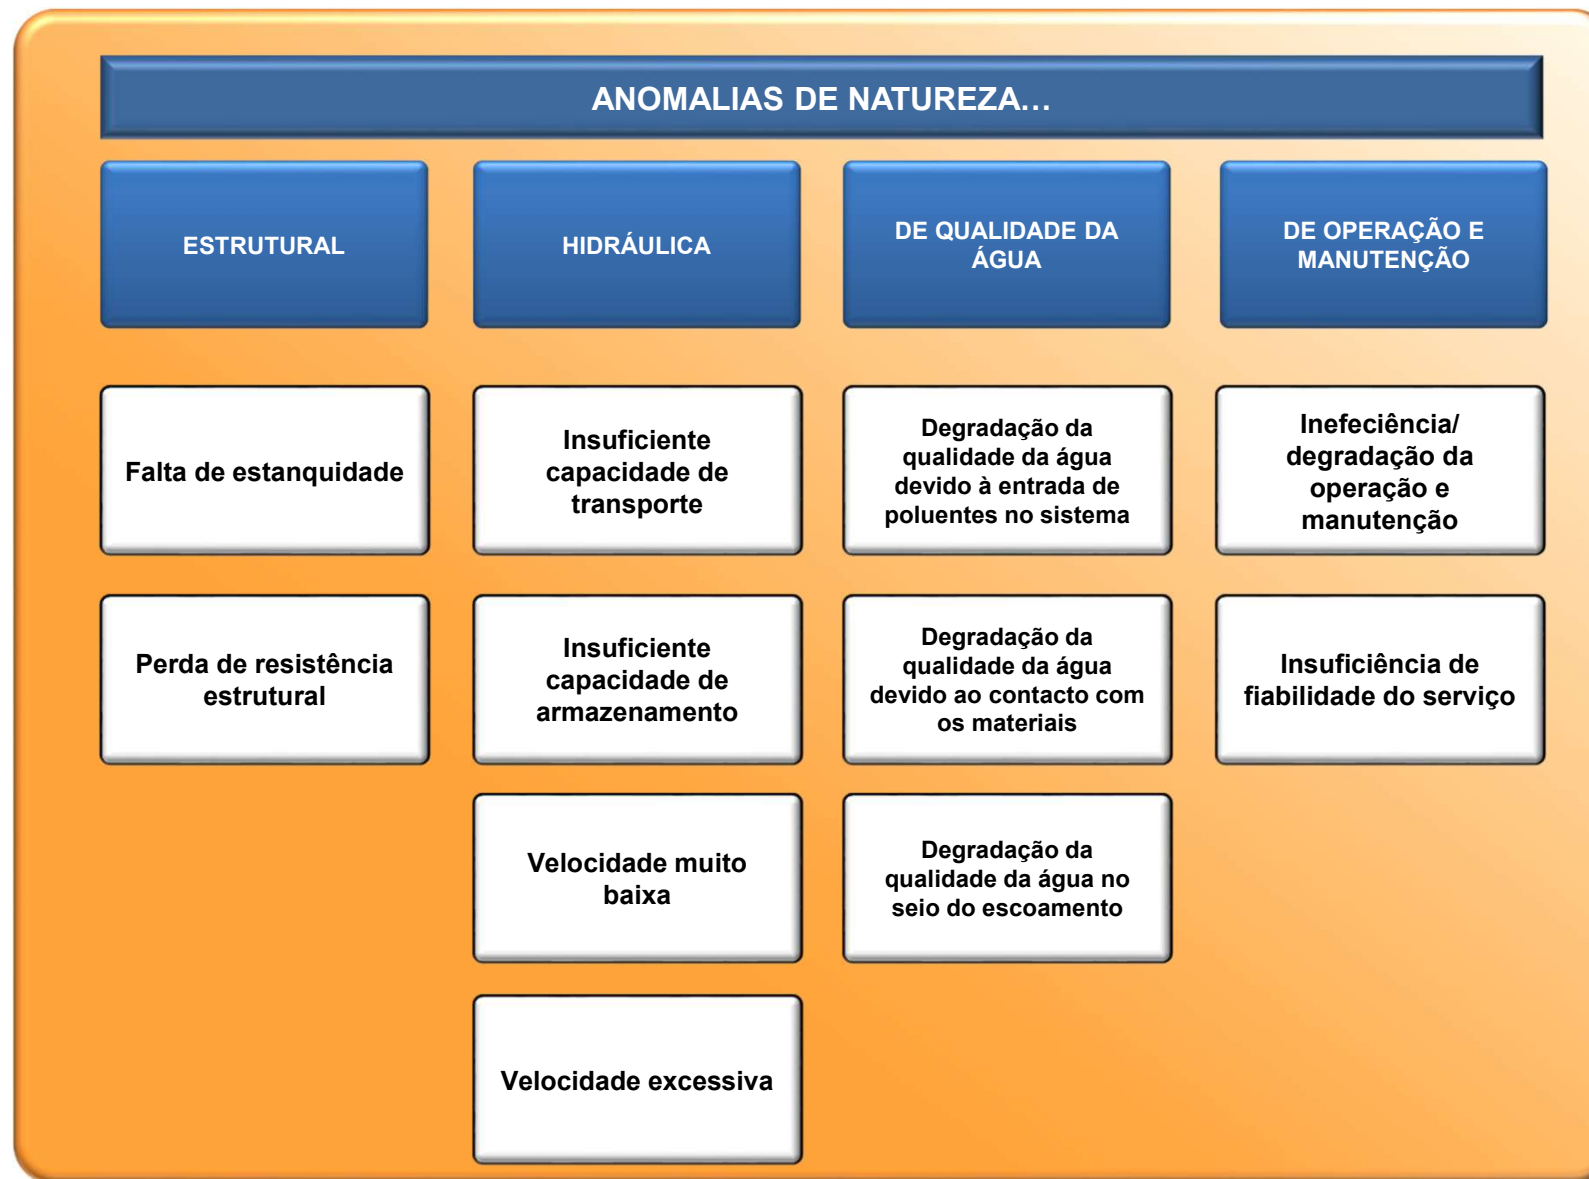 ANOMALIAS DE NATUREZA…
ESTRUTURAL
HIDRÁULICA
DE QUALIDADE DA
ÁGUA
DE OPERAÇÃO E
MANUTENÇÃO
Falta de estanquidade
Insuficiente
capacidade de
transporte
Degradação da
qualidade da água
devido à entrada de
poluentes no sistema
Inefeciência/
degradação da
operação e
manutenção
Perda de resistência
estrutural
Insuficiente
capacidade de
armazenamento
Degradação da
qualidade da água
devido ao contacto com
os materiais
Insuficiência de
fiabilidade do serviço
Velocidade muito
baixa
Degradação da
qualidade da água no
seio do escoamento
Velocidade excessiva